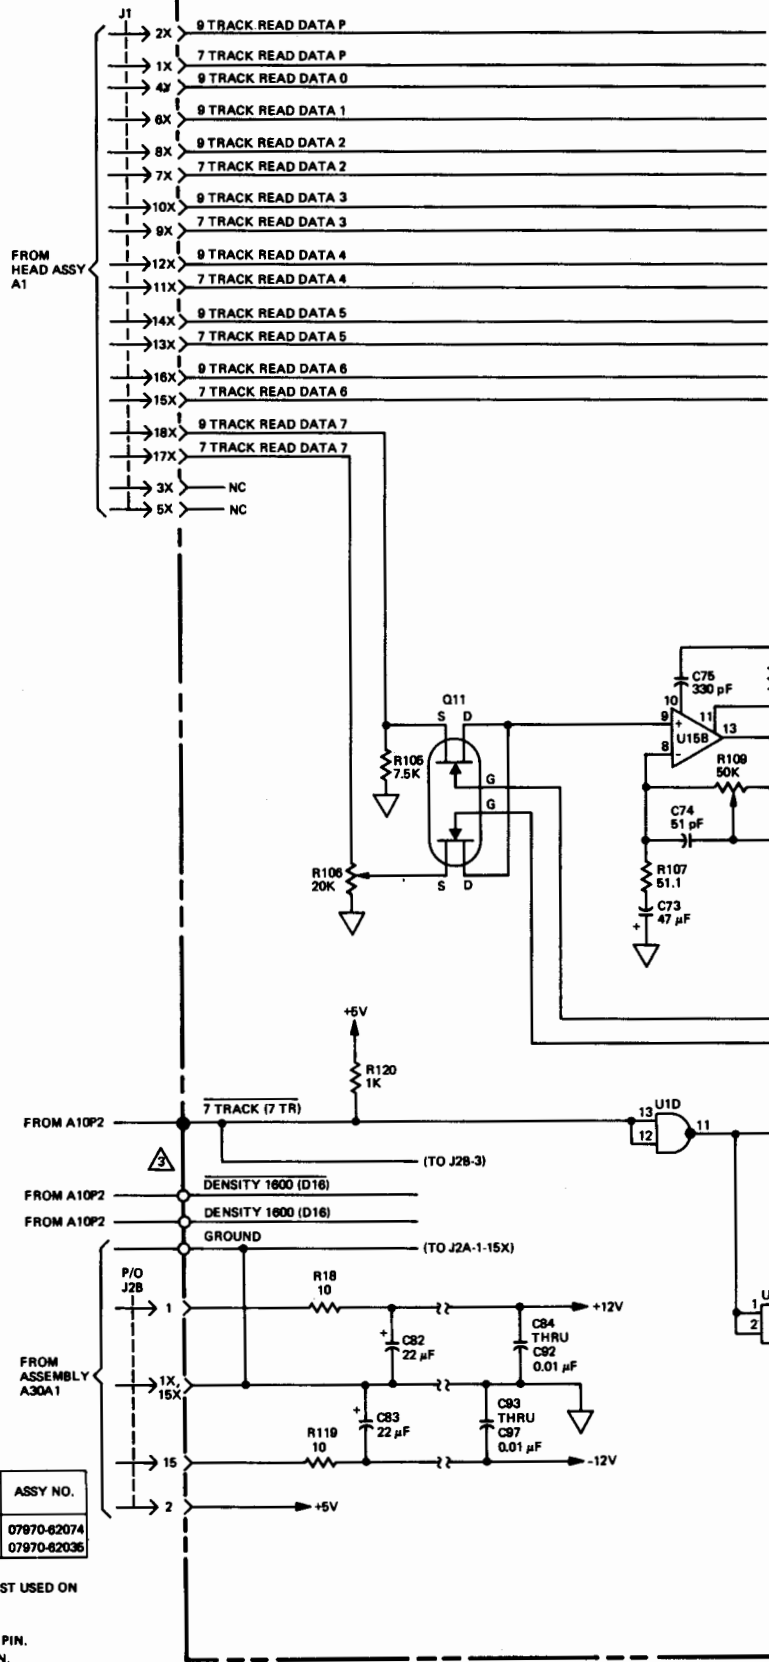 J1
2X 9 TRACK READ DATA P
1X 7 TRACK READ DATA P
4X 9 TRACK READ DATA 0
6X 9 TRACK READ DATA 1
8X 9 TRACK READ DATA 2
7X 7 TRACK READ DATA 2
10X 9 TRACK READ DATA 3
9X 7 TRACK READ DATA 3
FROM
HEAD ASSY
A1
12X 9 TRACK READ DATA 4
11X 7 TRACK READ DATA 4
14X 9 TRACK READ DATA 5
13X 7 TRACK READ DATA 5
16X 9 TRACK READ DATA 6
15X 7 TRACK READ DATA 6
18X 9 TRACK READ DATA 7
17X 7 TRACK READ DATA 7
3X NC
5X NC
C75
330 pF
Q11
S D
10
9 + 11
U15B 13
8 -
R105
7.5K
G
G
R109
50K
C74
51 pF
R106
20K
S D
R107
51.1
C73
+ 47 µF
+5V
R120
1K
FROM A10P2
7 TRACK (7 TR)
U1D
13
12
11
3
(TO J2B-3)
FROM A10P2 DENSITY 1600 (D16)
FROM A10P2 DENSITY 1600 (D16)
GROUND
(TO J2A-1-15X)
P/O
J2B
R18
10
1
+12V
U
1
2
+ C82
22 µF
C84
THRU
C92
0.01 µF
FROM
ASSEMBLY
A30A1
1X,
15X
+ C83
22 µF
C93
THRU
C97
0.01 µF
R119
10
15
-12V
2
+5V
ASSY NO.
07970-62074
07970-62035
ST USED ON
PIN.
N.